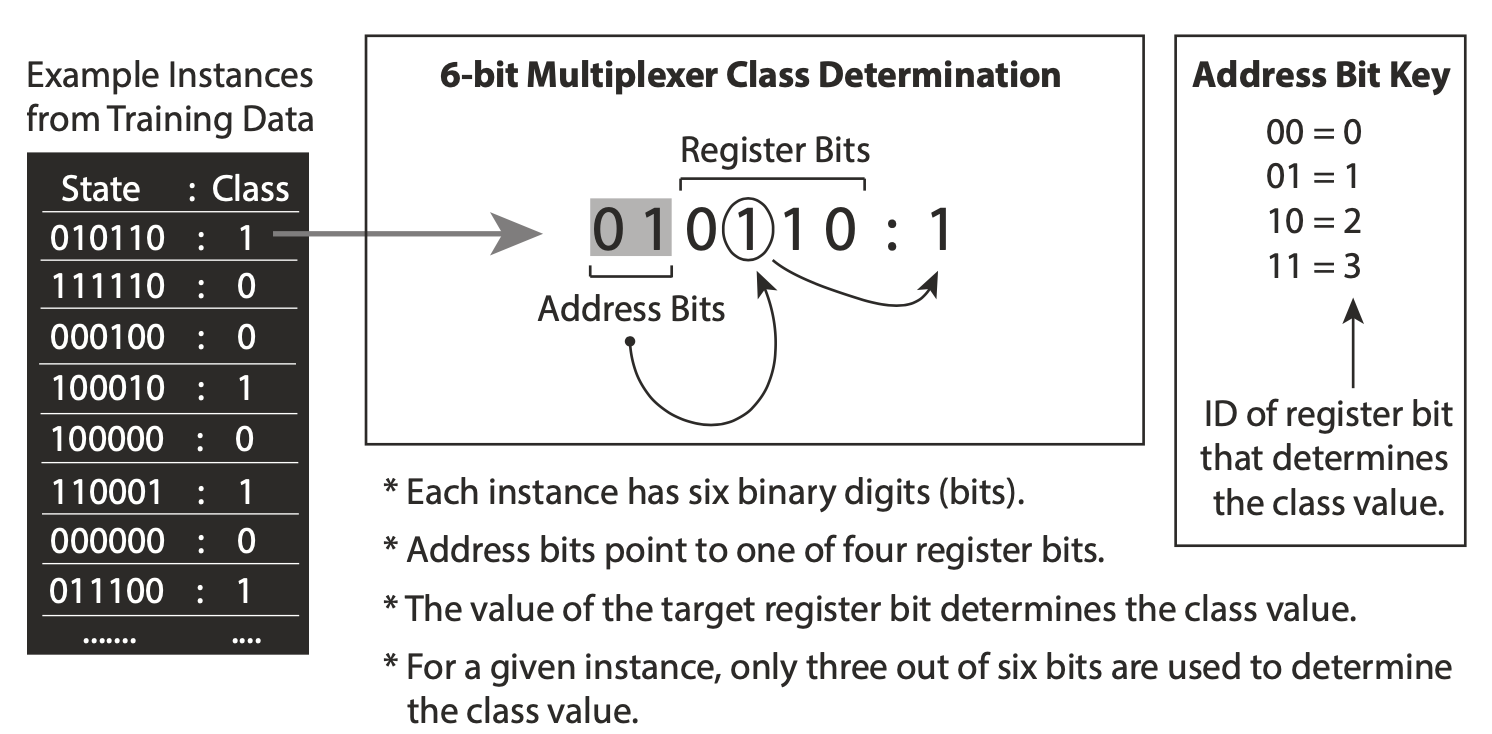 Example Instances
from Training Data
State : Class
010110 : 1
111110 : 0
000100 : 0
100010 : 1
100000 : 0
110001 : 1
000000 : 0
011100 : 1
....... ....
6-bit Multiplexer Class Determination
Register Bits
0 1 0 1 1 0 : 1
Address Bits
Address Bit Key
00 = 0
01 = 1
10 = 2
11 = 3
ID of register bit
that determines
the class value.
* Each instance has six binary digits (bits).
* Address bits point to one of four register bits.
* The value of the target register bit determines the class value.
* For a given instance, only three out of six bits are used to determine
the class value.